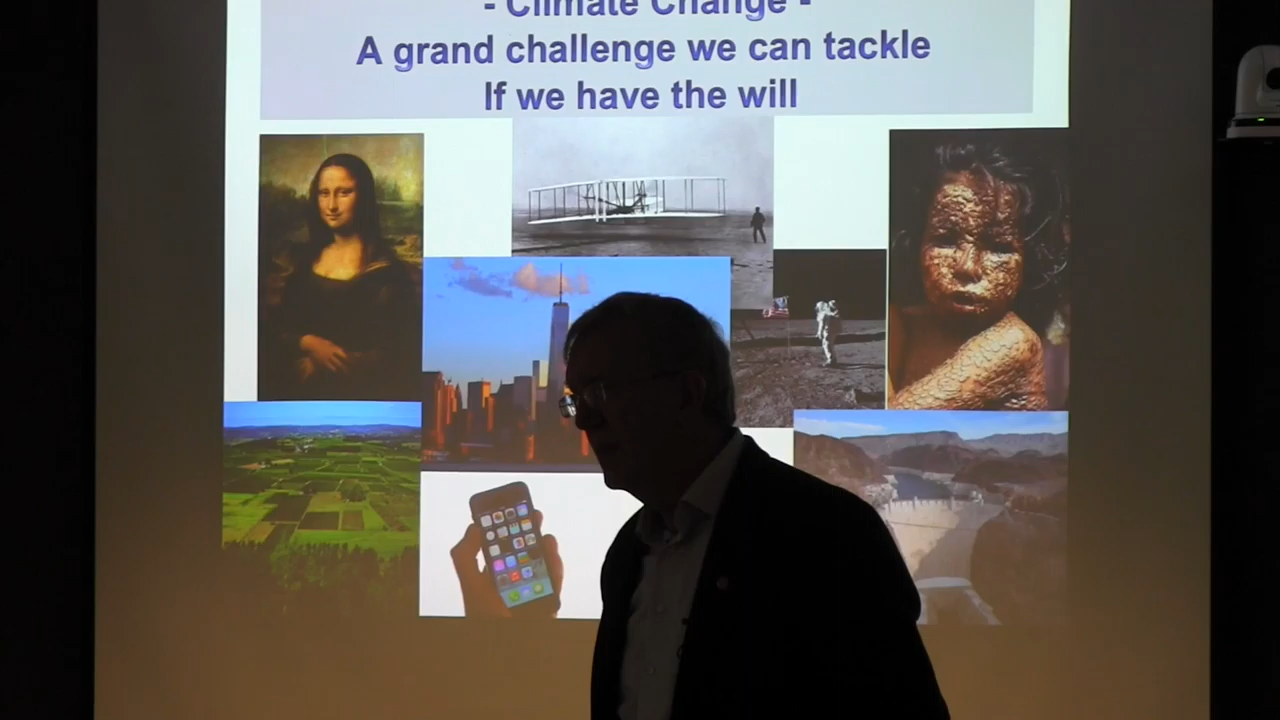 - Climate Change -
A grand challenge we can tackle
If we have the will